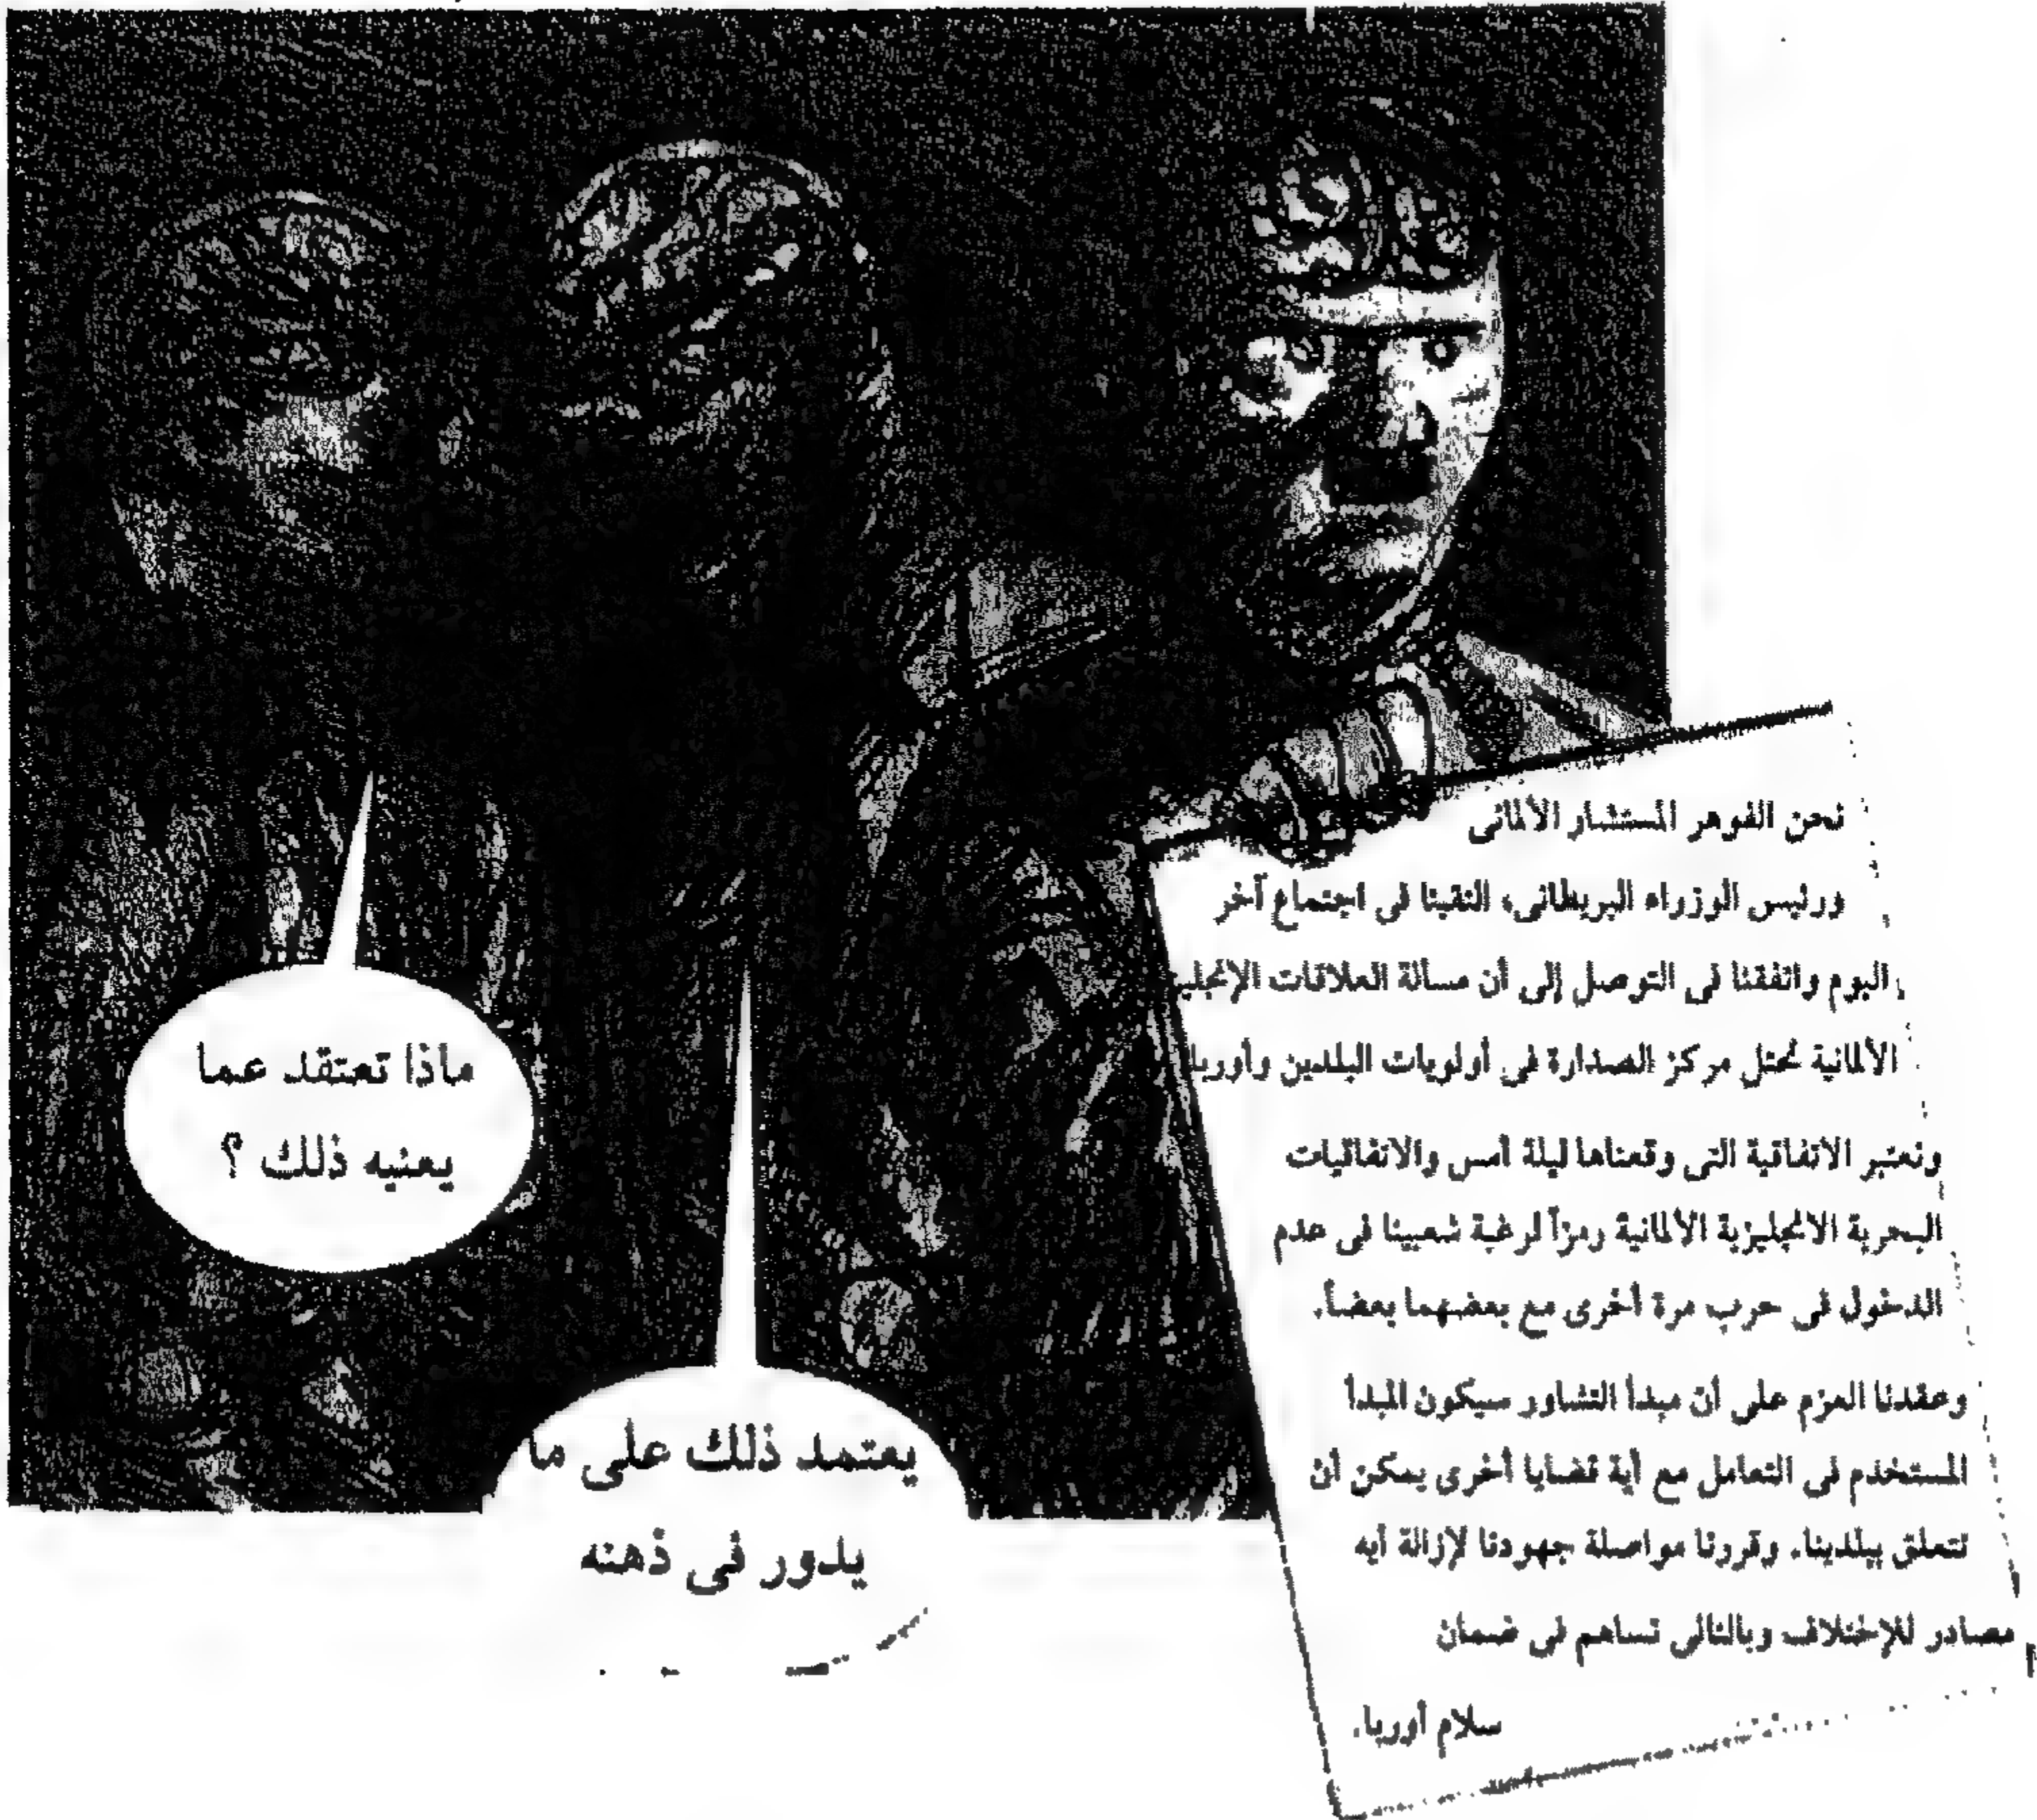 ماذا تعتقد عما
يعنيه ذلك ؟
يعتمد ذلك على ما
يدور فى ذهنه
نحن الفوهر المستشار الألمانى
ورئيس الوزراء البريطانى، التقينا فى اجتماع آخر
اليوم واتفقنا فى التوصل إلى أن مسألة العلاقات الإنجليـ
الألمانية تحتل مركز الصدارة فى أولويات البلدين وأوربا
ونعتبر الاتفاقية التى وقعناها ليلة أمس والاتفاقيات
البحرية الانجليزية الألمانية رمزاً لرغبة شعبينا فى عدم
الدخول فى حرب مرة أخرى مع بعضهما بعضاً.
وعقدنا العزم على أن مبدأ التشاور سيكون المبدأ
المستخدم فى التعامل مع أية قضايا أخرى يمكن أن
تتعلق ببلدينا. وقررنا مواصلة جهودنا لإزالة أيه
مصادر للإختلاف وبالتالى تساهم فى ضمان
سلام أوربا.